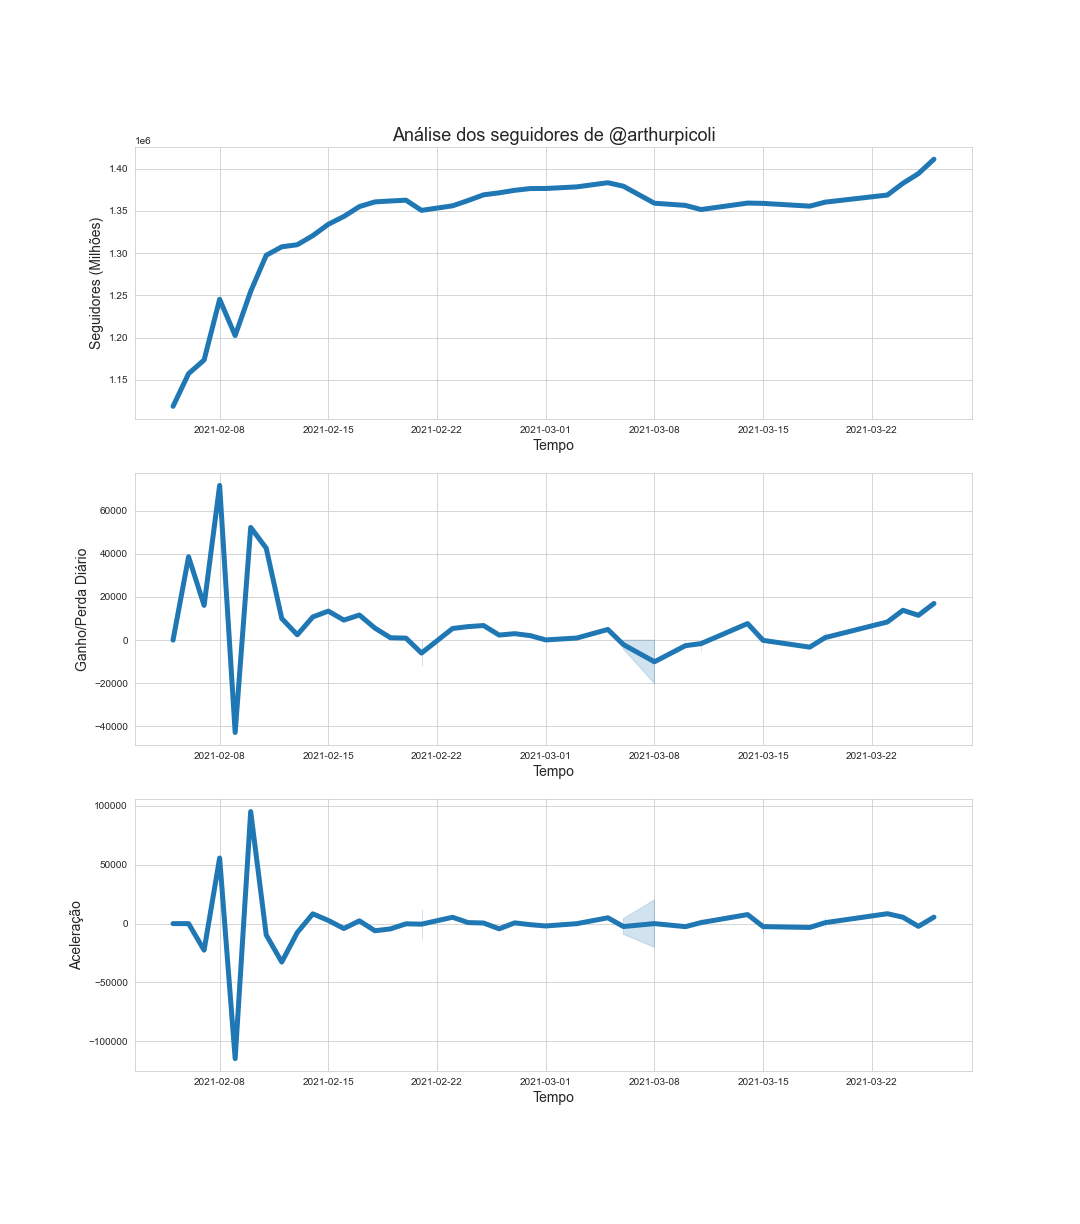 Análise dos seguidores de @arthurpicoli
1e6
1.40
1.35
1.30
1.25
1.20
1.15
Seguidores (Milhões)
2021-02-08 2021-02-15 2021-02-22 2021-03-01 2021-03-08 2021-03-15 2021-03-22
Tempo
60000
40000
20000
0
−20000
−40000
Ganho/Perda Diário
2021-02-08 2021-02-15 2021-02-22 2021-03-01 2021-03-08 2021-03-15 2021-03-22
Tempo
100000
50000
0
−50000
−100000
Aceleração
2021-02-08 2021-02-15 2021-02-22 2021-03-01 2021-03-08 2021-03-15 2021-03-22
Tempo